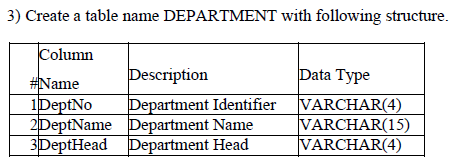 3) Create a table name DEPARTMENT with following structure.
Column
#Name Description Data Type
1 DeptNo Department Identifier VARCHAR(4)
2 DeptName Department Name VARCHAR(15)
3 DeptHead Department Head VARCHAR(4)